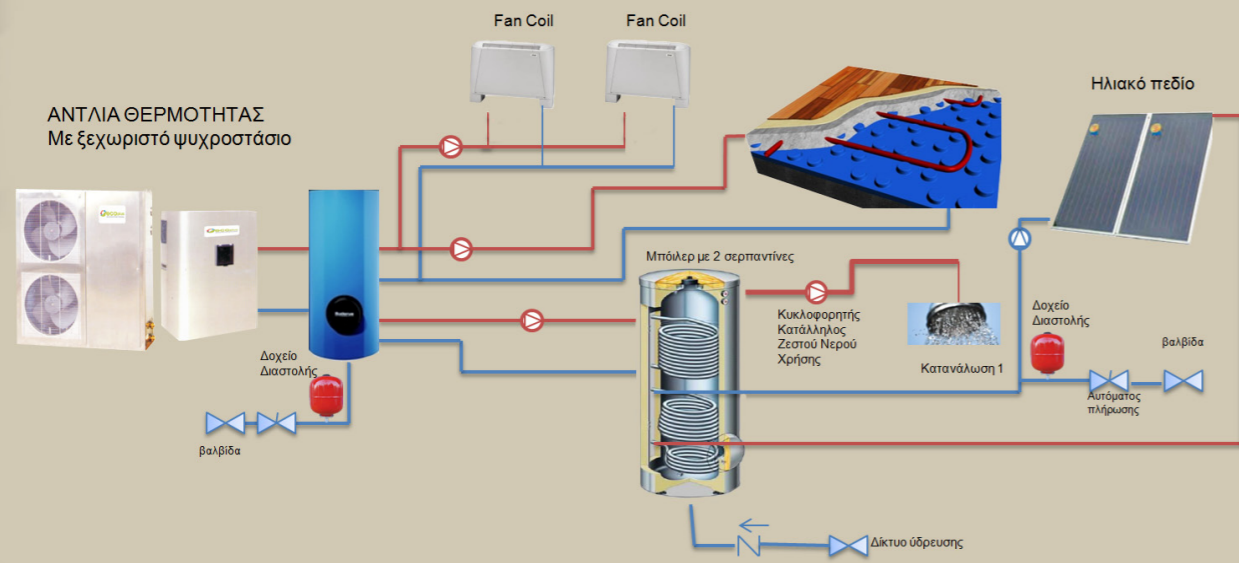 Fan Coil
Fan Coil
ΑΝΤΛΙΑ ΘΕΡΜΟΤΗΤΑΣ
Με ξεχωριστό ψυχροστάσιο
Ηλιακό πεδίο
Μπόιλερ με 2 σερπαντίνες
Κυκλοφορητής
Κατάλληλος
Ζεστού Νερού
Χρήσης
Κατανάλωση 1
Δοχείο
Διαστολής
βαλβίδα
Αυτόματος
πλήρωσης
Δοχείο
Διαστολής
βαλβίδα
Δίκτυο ύδρευσης